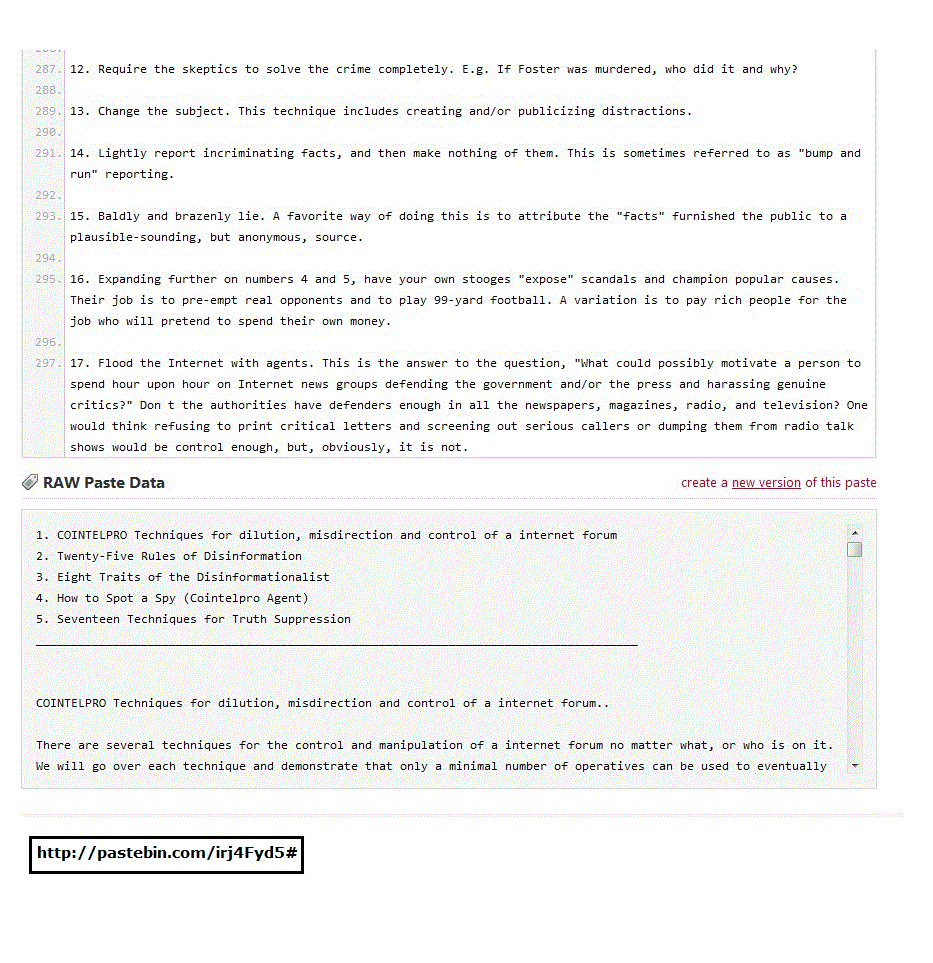 287. 12. Require the skeptics to solve the crime completely. E.g. If Foster was murdered, who did it and why?
288.
289. 13. Change the subject. This technique includes creating and/or publicizing distractions.
290.
291. 14. Lightly report incriminating facts, and then make nothing of them. This is sometimes referred to as "bump and
run" reporting.
292.
293. 15. Baldly and brazenly lie. A favorite way of doing this is to attribute the "facts" furnished the public to a
plausible-sounding, but anonymous, source.
294.
295. 16. Expanding further on numbers 4 and 5, have your own stooges "expose" scandals and champion popular causes.
Their job is to pre-empt real opponents and to play 99-yard football. A variation is to pay rich people for the
job who will pretend to spend their own money.
296.
297. 17. Flood the Internet with agents. This is the answer to the question, "What could possibly motivate a person to
spend hour upon hour on Internet news groups defending the government and/or the press and harassing genuine
critics?" Don t the authorities have defenders enough in all the newspapers, magazines, radio, and television? One
would think refusing to print critical letters and screening out serious callers or dumping them from radio talk
shows would be control enough, but, obviously, it is not.
RAW Paste Data
create a new version of this paste
1. COINTELPRO Techniques for dilution, misdirection and control of a internet forum
2. Twenty-Five Rules of Disinformation
3. Eight Traits of the Disinformationalist
4. How to Spot a Spy (Cointelpro Agent)
5. Seventeen Techniques for Truth Suppression
COINTELPRO Techniques for dilution, misdirection and control of a internet forum..
There are several techniques for the control and manipulation of a internet forum no matter what, or who is on it.
We will go over each technique and demonstrate that only a minimal number of operatives can be used to eventually
http://pastebin.com/irj4Fyd5#